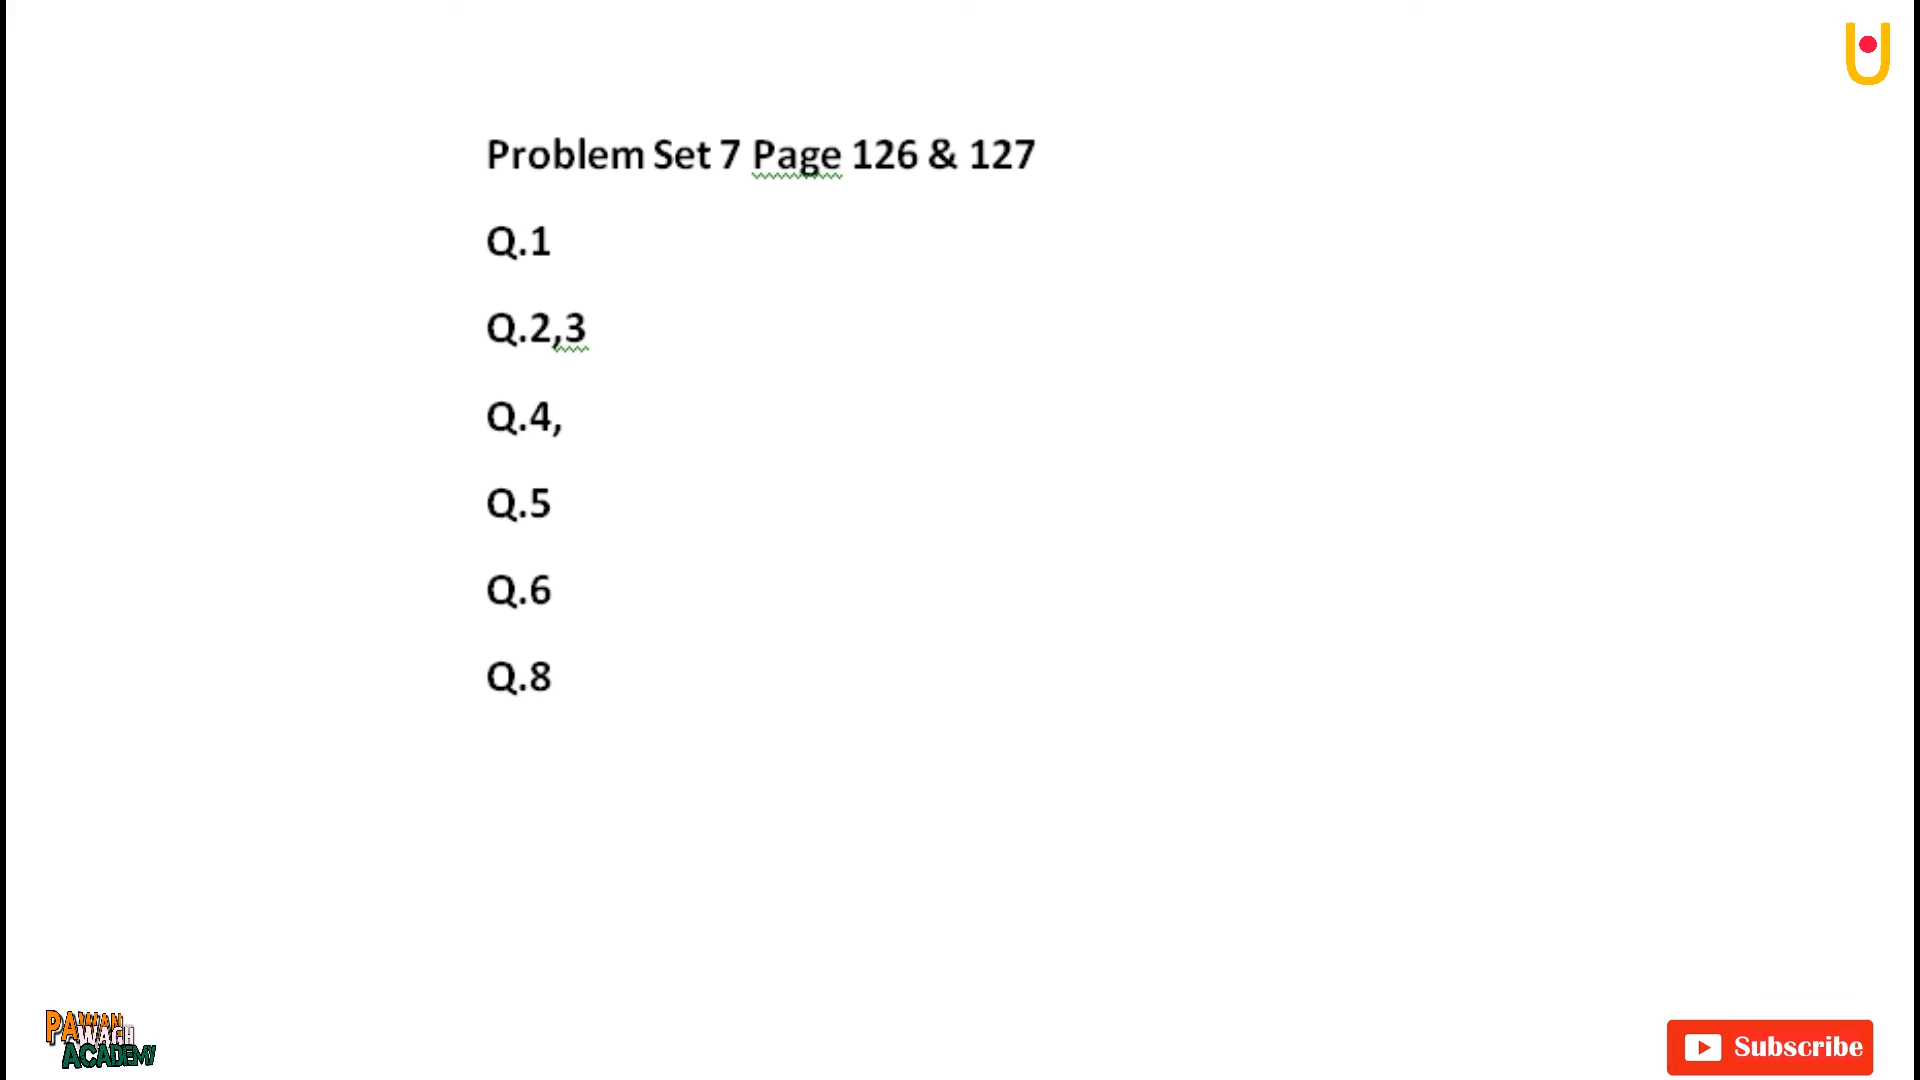 Problem Set 7 Page 126 & 127
Q.1
Q.2,3
Q.4,
Q.5
Q.6
Q.8
PAWAN
WAGH
ACADEMY
Subscribe